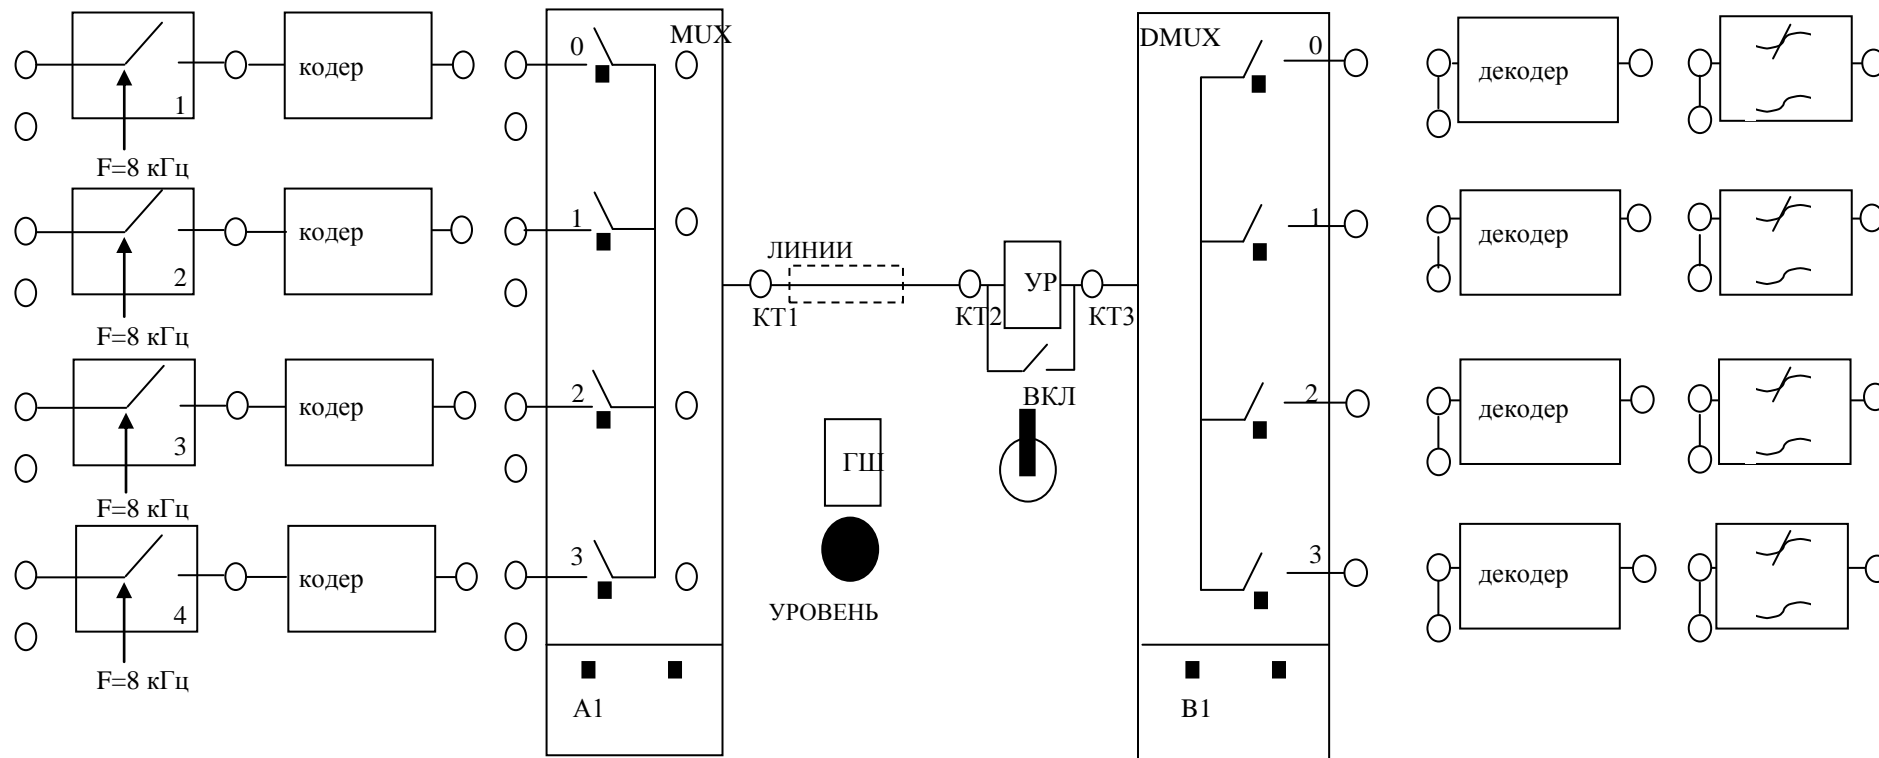 MUX
DMUX
0
0
кодер
декодер
1
F=8 кГц
1
1
кодер
декодер
ЛИНИИ
2
УР
КТ1
КТ2
КТ3
F=8 кГц
2
2
кодер
декодер
ВКЛ
3
ГШ
F=8 кГц
3
3
кодер
декодер
4
УРОВЕНЬ
F=8 кГц
А1
В1